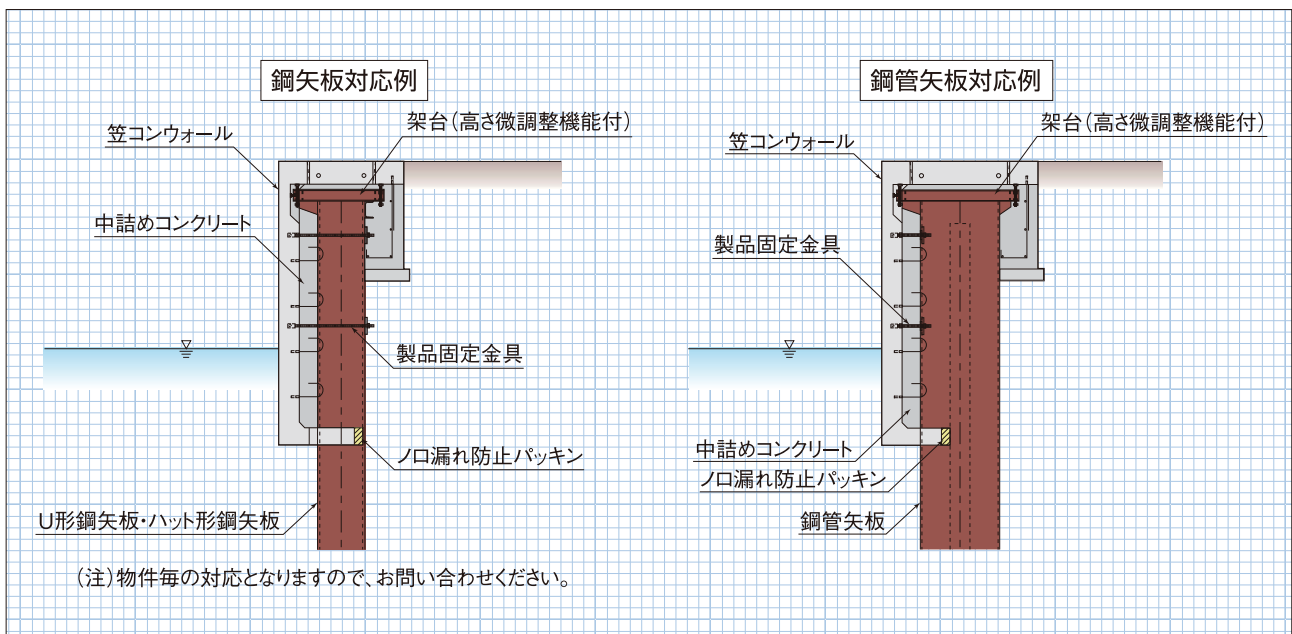 鋼矢板対応例
架台（高さ微調整機能付）
笠コンウォール
中詰めコンクリート
製品固定金具
ノロ漏れ防止パッキン
U形鋼矢板・ハット形鋼矢板
鋼管矢板対応例
架台（高さ微調整機能付）
笠コンウォール
製品固定金具
中詰めコンクリート
ノロ漏れ防止パッキン
鋼管矢板
（注）物件毎の対応となりますので、お問い合わせください。